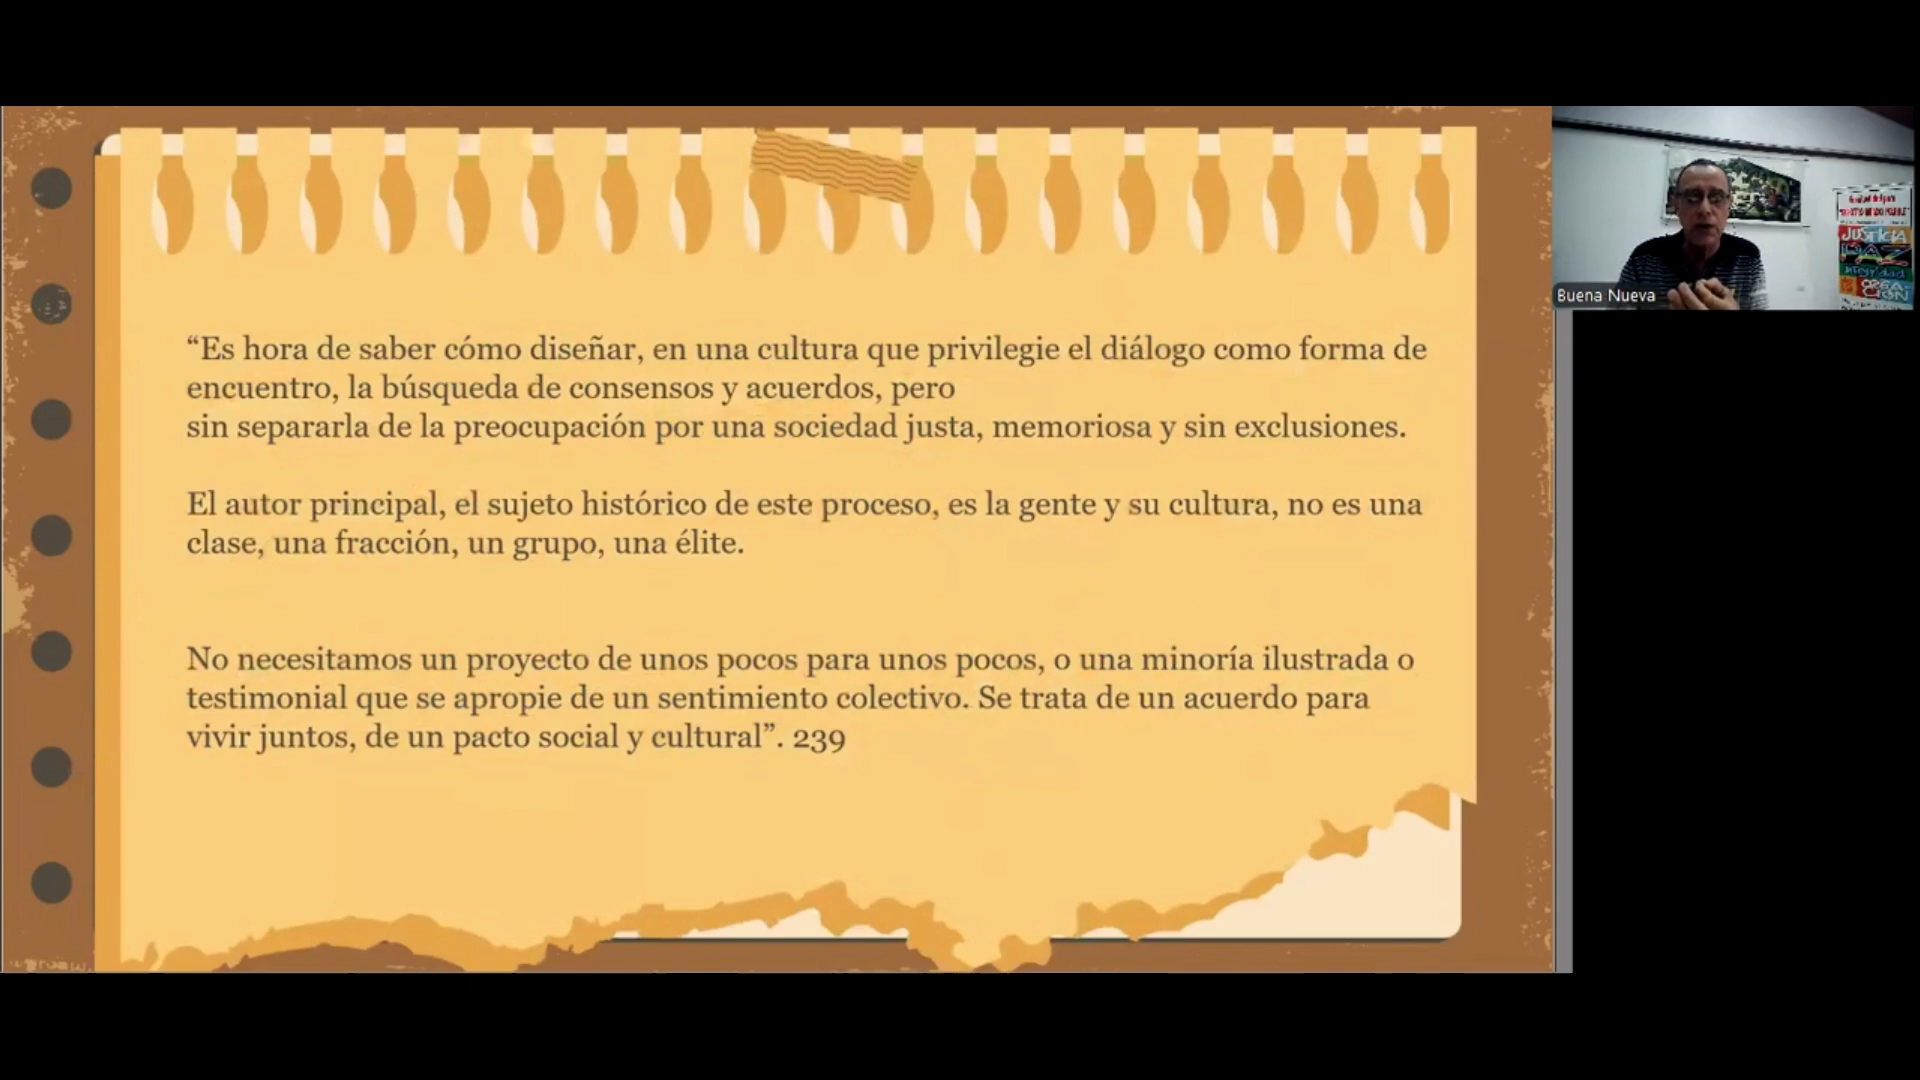 “Es hora de saber cómo diseñar, en una cultura que privilegie el diálogo como forma de
encuentro, la búsqueda de consensos y acuerdos, pero
sin separarla de la preocupación por una sociedad justa, memoriosa y sin exclusiones.
El autor principal, el sujeto histórico de este proceso, es la gente y su cultura, no es una
clase, una fracción, un grupo, una élite.
No necesitamos un proyecto de unos pocos para unos pocos, o una minoría ilustrada o
testimonial que se apropie de un sentimiento colectivo. Se trata de un acuerdo para
vivir juntos, de un pacto social y cultural”. 239
Buena Nueva
JUSTICIA
PAZ
CREA-
CIÓN